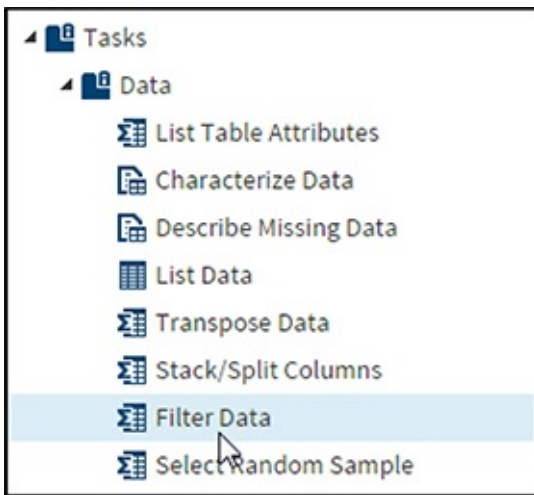 Tasks
Data
List Table Attributes
Characterize Data
Describe Missing Data
List Data
Transpose Data
Stack/Split Columns
Filter Data
Select Random Sample